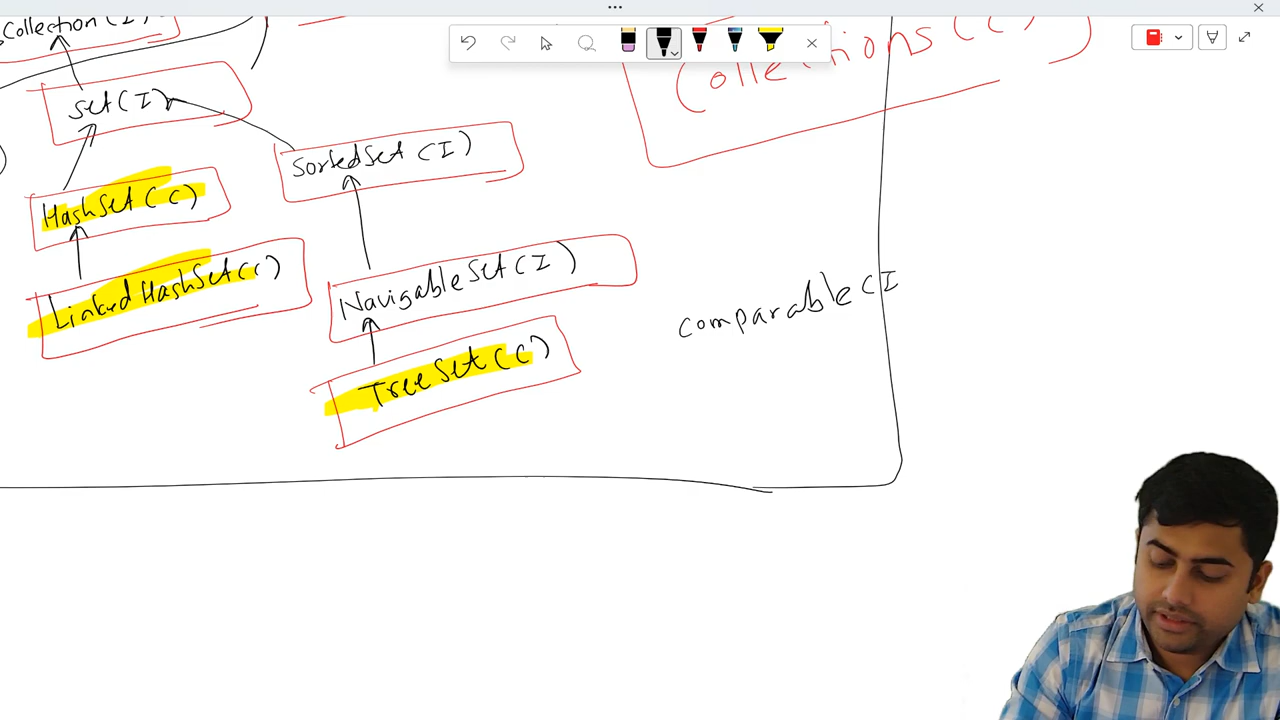 Collection (I)
Collections (C)
Set (I)
SortedSet (I)
HashSet (C)
NavigableSet (I)
LinkedHashSet (C)
comparable (I
TreeSet (C)